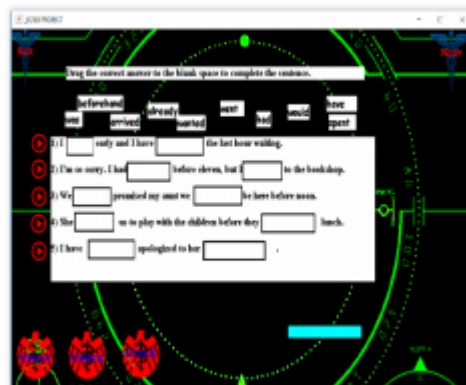 Drag the correct answer to the blank space to complete the sentence.
beforehand already went would have
was arrived wanted had spent
1) I early and I have the last hour waiting.
2) I'm so sorry. I had before eleven, but I to the bookshop.
3) We promised my aunt we be here before noon.
4) She us to play with the children before they lunch.
5) I have apologized to her .